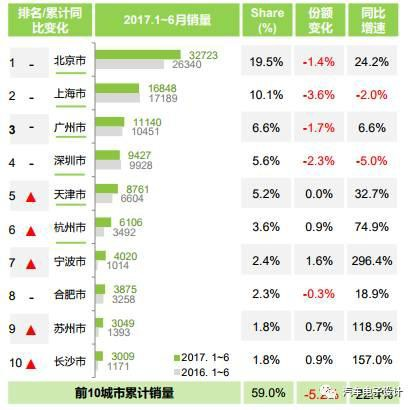 排名/累计同比变化 2017.1~6月销量 Share (%) 份额变化 同比增速
1 - 北京市 32723 26340 19.5% -1.4% 24.2%
2 - 上海市 16848 17189 10.1% -3.6% -2.0%
3 - 广州市 11140 10451 6.6% -1.7% 6.6%
4 - 深圳市 9427 9928 5.6% -2.3% -5.0%
5 ▲ 天津市 8761 6604 5.2% 0.0% 32.7%
6 ▲ 杭州市 6106 3492 3.6% 0.9% 74.9%
7 ▲ 宁波市 4020 1014 2.4% 1.6% 296.4%
8 - 合肥市 3875 3258 2.3% -0.3% 18.9%
9 ▲ 苏州市 3049 1393 1.8% 0.7% 118.9%
10 ▲ 长沙市 3009 1171 1.8% 0.9% 157.0%
2017. 1~6
2016. 1~6
前10城市累计销量 59.0%
汽车电子设计